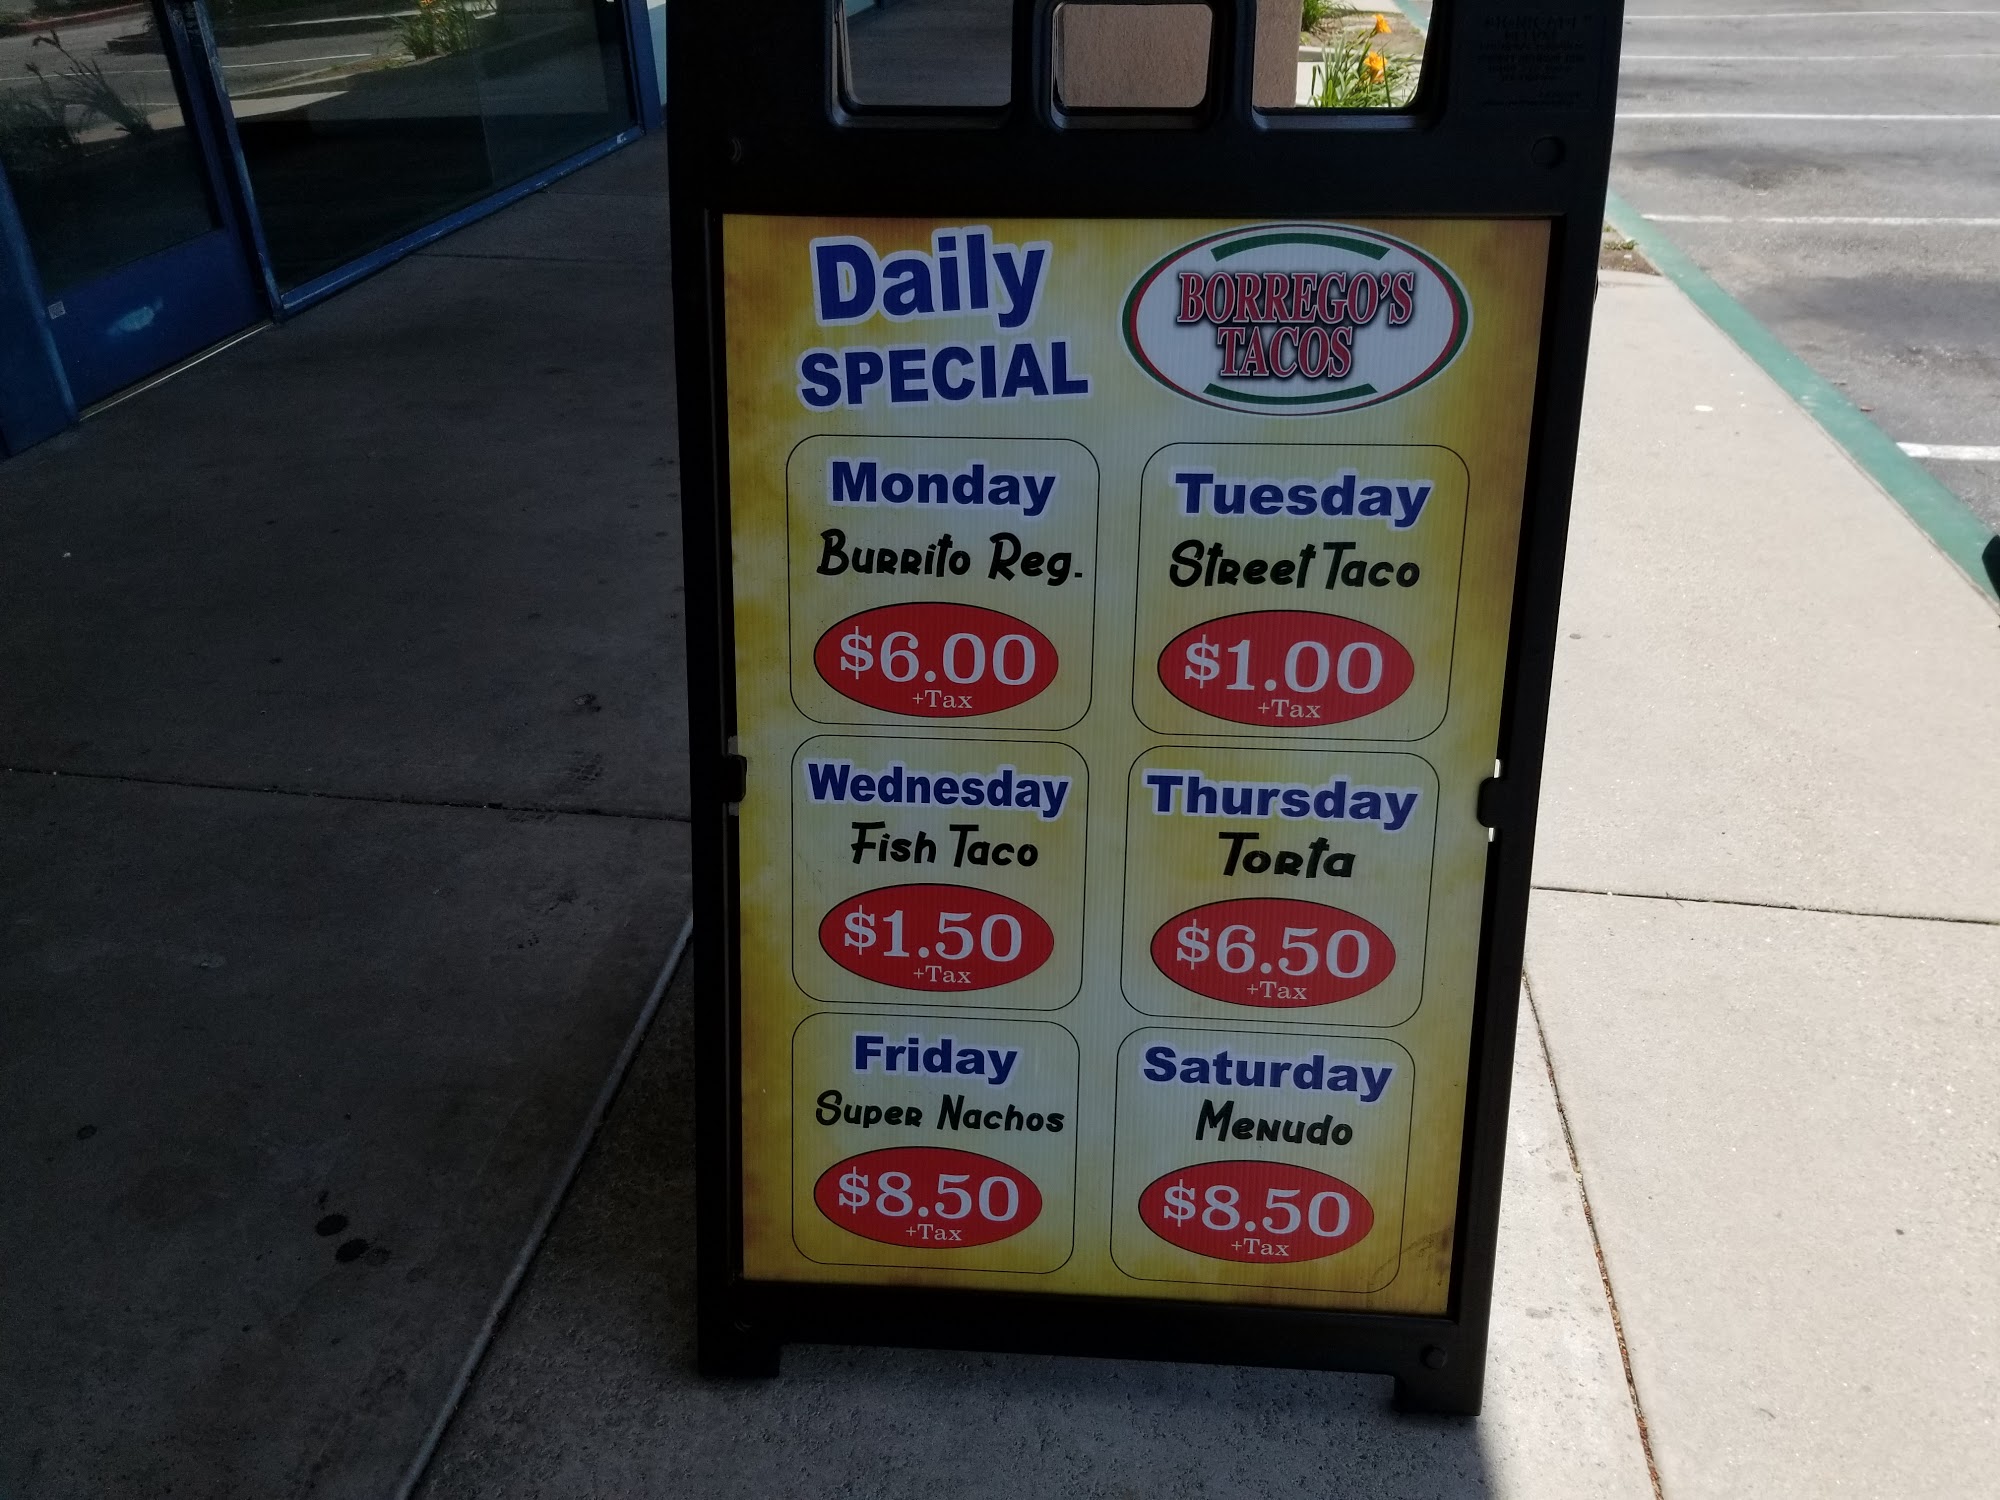 Daily
SPECIAL
BORREGO'S
TACOS
Monday
Burrito Reg.
$6.00
+Tax
Tuesday
Street Taco
$1.00
+Tax
Wednesday
Fish Taco
$1.50
+Tax
Thursday
Torta
$6.50
+Tax
Friday
Super Nachos
$8.50
+Tax
Saturday
Menudo
$8.50
+Tax